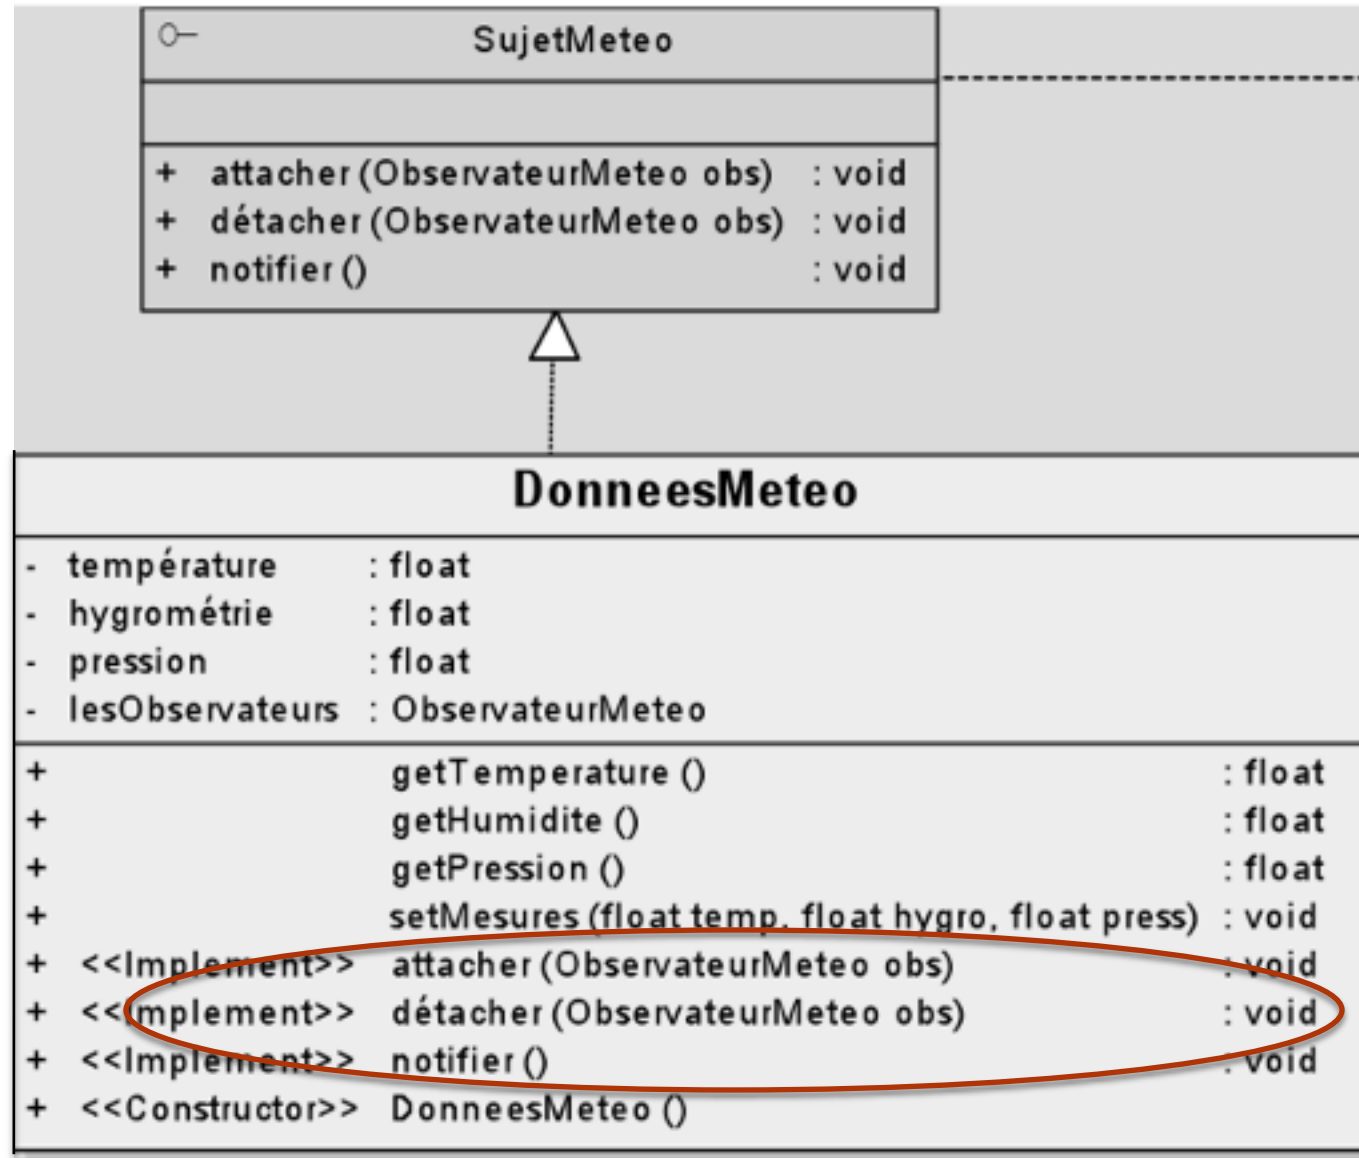 SujetMeteo
+ attacher (ObservateurMeteo obs) : void
+ détacher (ObservateurMeteo obs) : void
+ notifier () : void
DonneesMeteo
- température : float
- hygrométrie : float
- pression : float
- lesObservateurs : ObservateurMeteo
+ getTemperature () : float
+ getHumidite () : float
+ getPression () : float
+ setMesures (float temp, float hygro, float press) : void
+ <<Implement>> attacher (ObservateurMeteo obs) : void
+ <<Implement>> détacher (ObservateurMeteo obs) : void
+ <<Implement>> notifier () : void
+ <<Constructor>> DonneesMeteo ()